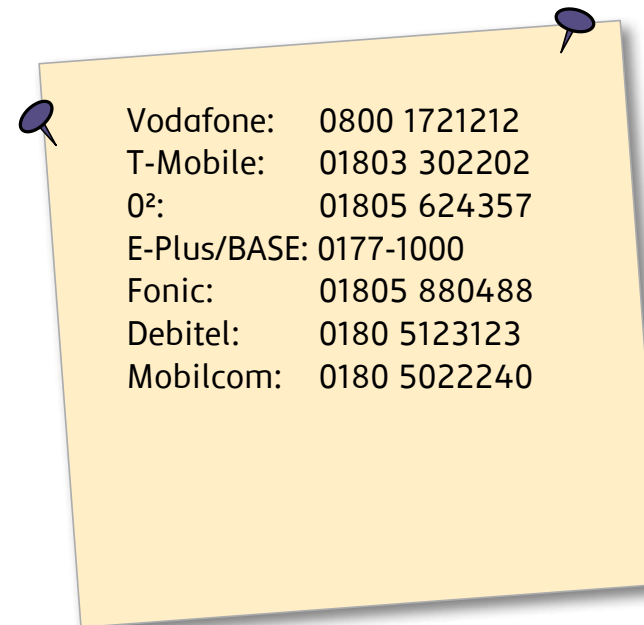 Vodafone: 0800 1721212
T-Mobile: 01803 302202
0²: 01805 624357
E-Plus/BASE: 0177-1000
Fonic: 01805 880488
Debitel: 0180 5123123
Mobilcom: 0180 5022240